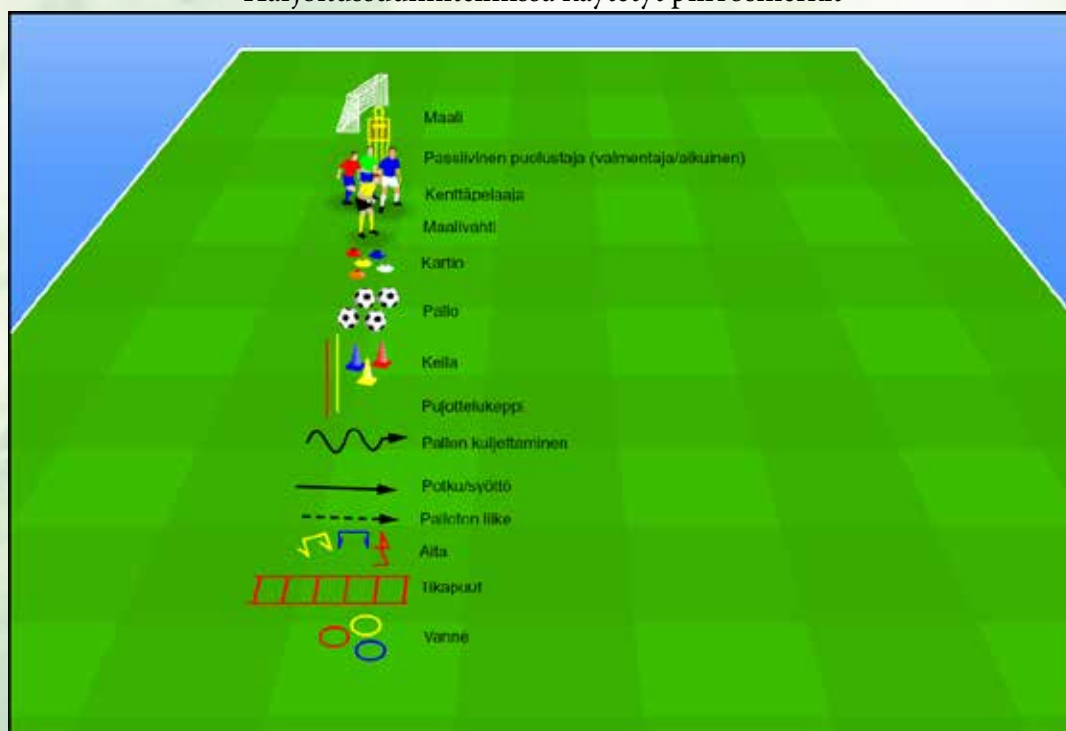 Harjoitussuunnitelmissa käytetyt piirrosmerkit
Maali
Passiivinen puolustaja (valmentaja/aikuinen)
Kenttäpelaaja
Maalivahti
Kartio
Pallo
Keila
Pujottelukeppi
Pallon kuljettaminen
Potku/syöttö
Palloton liike
Aita
Tikapuut
Vanne